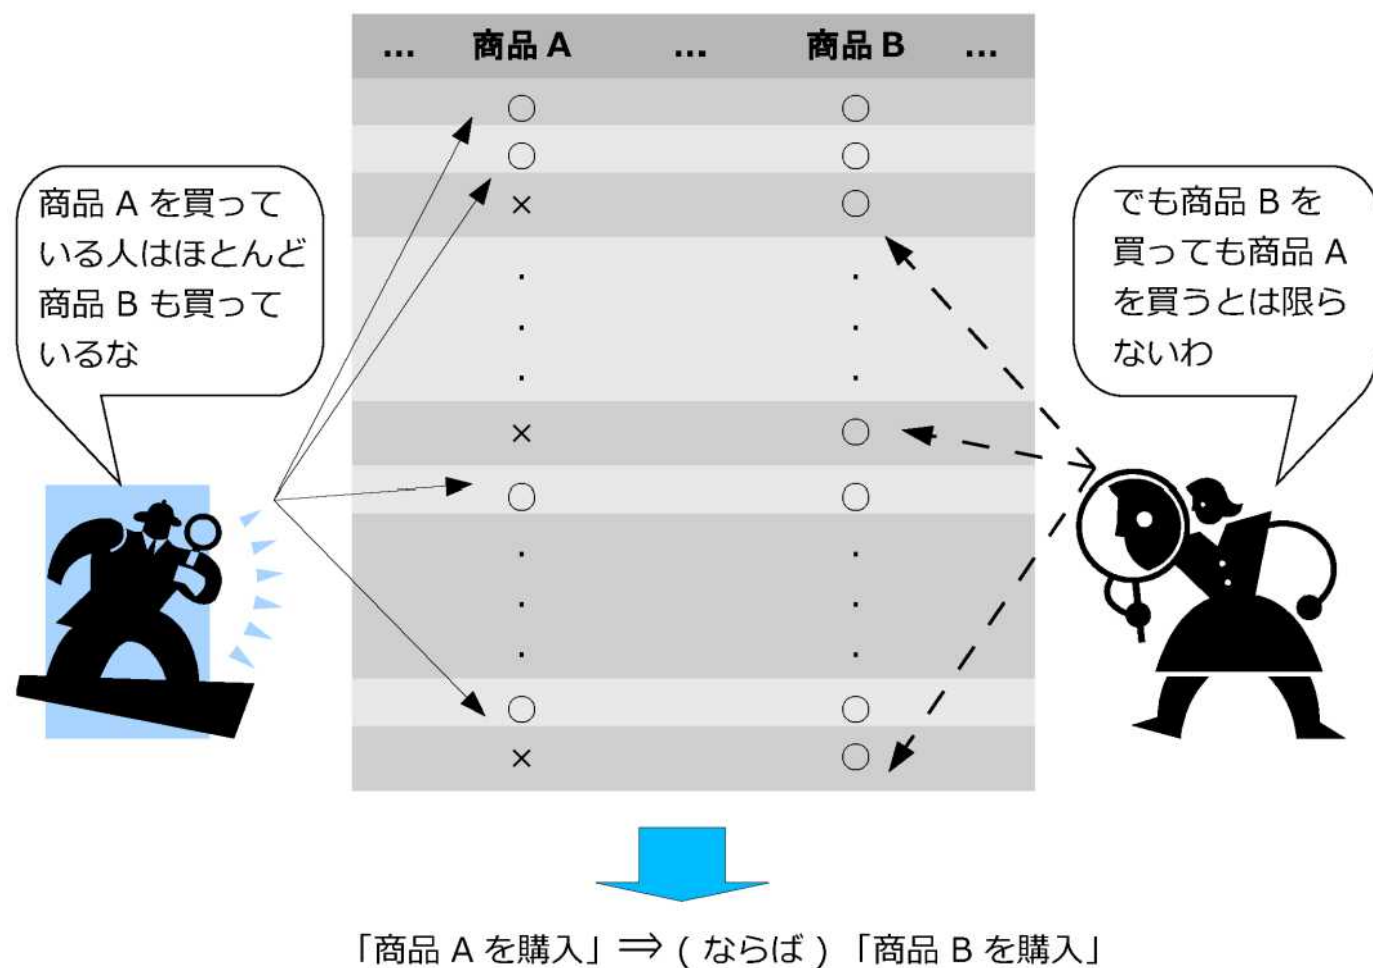 ... 商品 A ... 商品 B ...
○ ○
○ ○
× ○
. .
. .
. .
× ○
○ ○
. .
. .
. .
○ ○
× ○
商品 A を買って
いる人はほとんど
商品 B も買って
いるな
でも商品 B を
買っても商品 A
を買うとは限ら
ないわ
「商品 A を購入」⇒ ( ならば ) 「商品 B を購入」